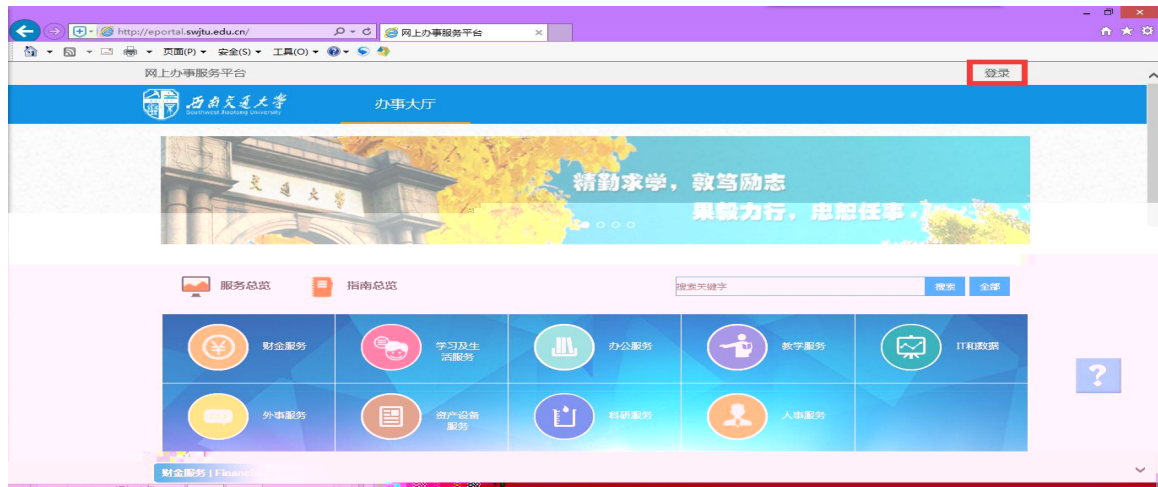 http://eportal.swjtu.edu.cn/
网上办事服务平台
页面(P) 安全(S) 工具(O)
网上办事服务平台
登录
西南交通大学
Southwest Jiaotong University
办事大厅
交通大学
精勤求学，敦笃励志
果毅力行，忠恕任事
服务总览
指南总览
搜索关键字
搜索
全部
财金服务
学习及生
活服务
办公服务
教学服务
IT和数据
?
外事服务
资产设备
服务
科研服务
人事服务
财金服务 | Financ